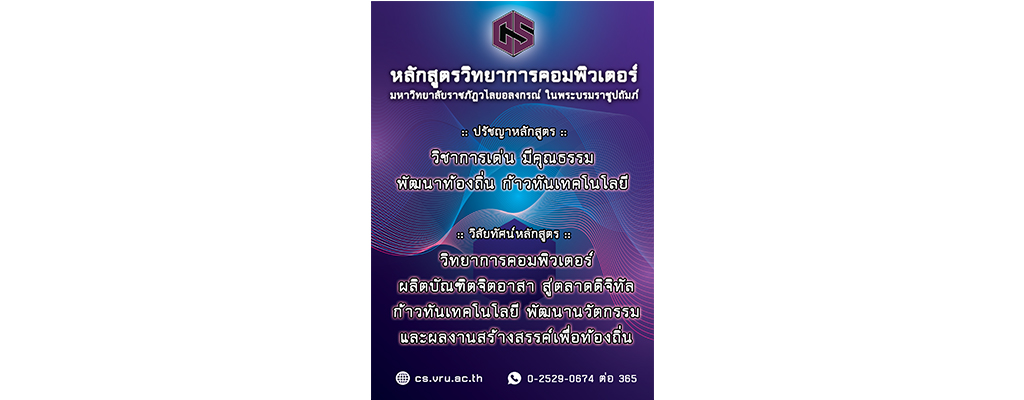 CS
หลักสูตรวิทยาการคอมพิวเตอร์
มหาวิทยาลัยราชภัฏวไลยอลงกรณ์ ในพระบรมราชูปถัมภ์
:: ปรัชญาหลักสูตร ::
วิชาการเด่น มีคุณธรรม
พัฒนาท้องถิ่น ก้าวทันเทคโนโลยี
:: วิสัยทัศน์หลักสูตร ::
วิทยาการคอมพิวเตอร์
ผลิตบัณฑิตจิตอาสา สู่ตลาดดิจิทัล
ก้าวทันเทคโนโลยี พัฒนานวัตกรรม
และผลงานสร้างสรรค์เพื่อท้องถิ่น
cs.vru.ac.th 0-2529-0674 ต่อ 365